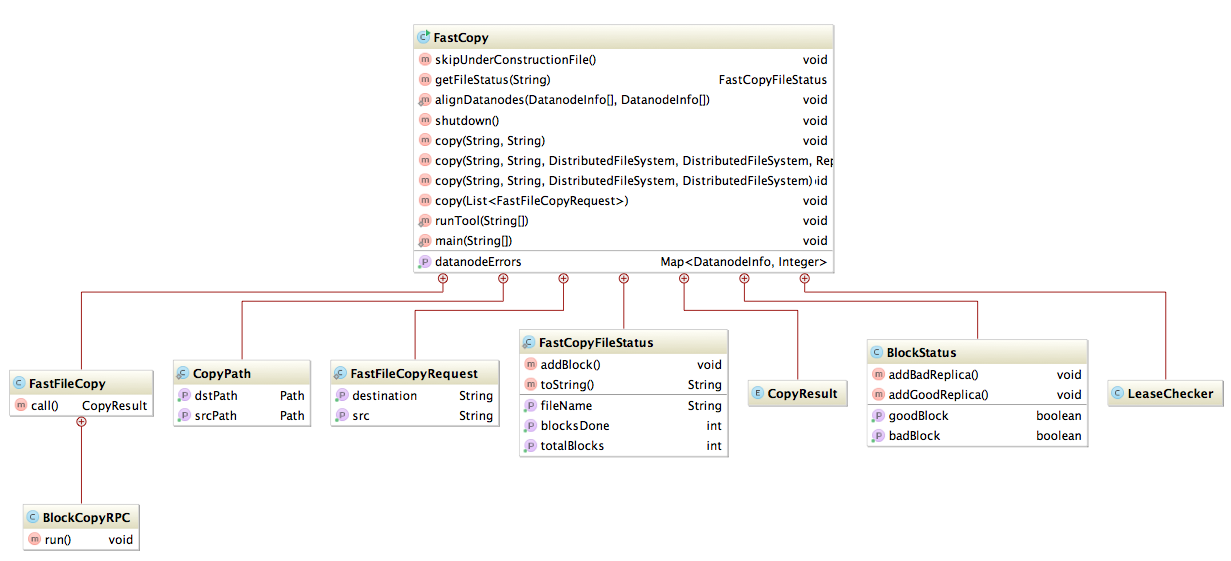 FastCopy
skipUnderConstructionFile() void
getFileStatus(String) FastCopyFileStatus
alignDatanodes(DatanodeInfo[], DatanodeInfo[]) void
shutdown() void
copy(String, String) void
copy(String, String, DistributedFileSystem, DistributedFileSystem, Rep
copy(String, String, DistributedFileSystem, DistributedFileSystem) id
copy(List<FastFileCopyRequest>) void
runTool(String[]) void
main(String[]) void
datanodeErrors Map<DatanodeInfo, Integer>
FastFileCopy
call() CopyResult
CopyPath
dstPath Path
srcPath Path
FastFileCopyRequest
destination String
src String
FastCopyFileStatus
addBlock() void
toString() String
fileName String
blocksDone int
totalBlocks int
CopyResult
BlockStatus
addBadReplica() void
addGoodReplica() void
goodBlock boolean
badBlock boolean
LeaseChecker
BlockCopyRPC
run() void